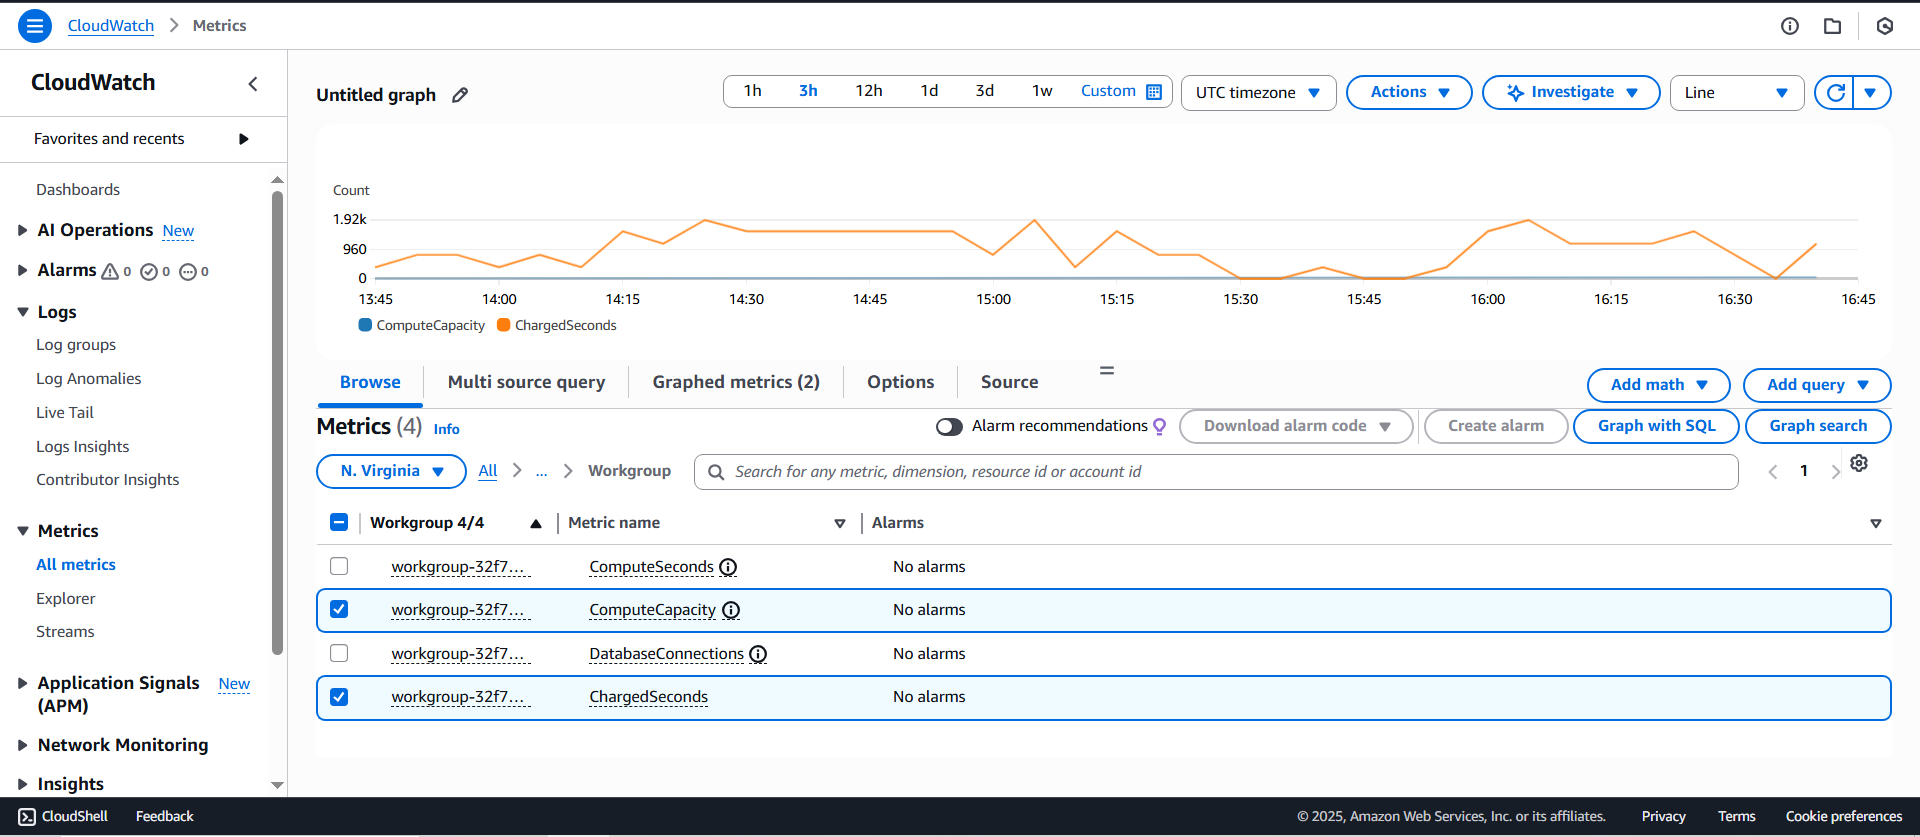 CloudWatch > Metrics
CloudWatch
Favorites and recents
Dashboards
AI Operations New
Alarms 0 0 0
Logs
Log groups
Log Anomalies
Live Tail
Logs Insights
Contributor Insights
Metrics
All metrics
Explorer
Streams
Application Signals New
(APM)
Network Monitoring
Insights
Untitled graph
1h 3h 12h 1d 3d 1w Custom
UTC timezone
Actions
Investigate
Line
Count
1.92k
960
0
13:45 14:00 14:15 14:30 14:45 15:00 15:15 15:30 15:45 16:00 16:15 16:30 16:45
ComputeCapacity ChargedSeconds
Browse Multi source query Graphed metrics (2) Options Source
Add math Add query
Metrics (4) Info
Alarm recommendations Download alarm code Create alarm Graph with SQL Graph search
N. Virginia All > ... > Workgroup Search for any metric, dimension, resource id or account id 1
Workgroup 4/4 Metric name Alarms
workgroup-32f7... ComputeSeconds No alarms
workgroup-32f7... ComputeCapacity No alarms
workgroup-32f7... DatabaseConnections No alarms
workgroup-32f7... ChargedSeconds No alarms
CloudShell Feedback © 2025, Amazon Web Services, Inc. or its affiliates. Privacy Terms Cookie preferences